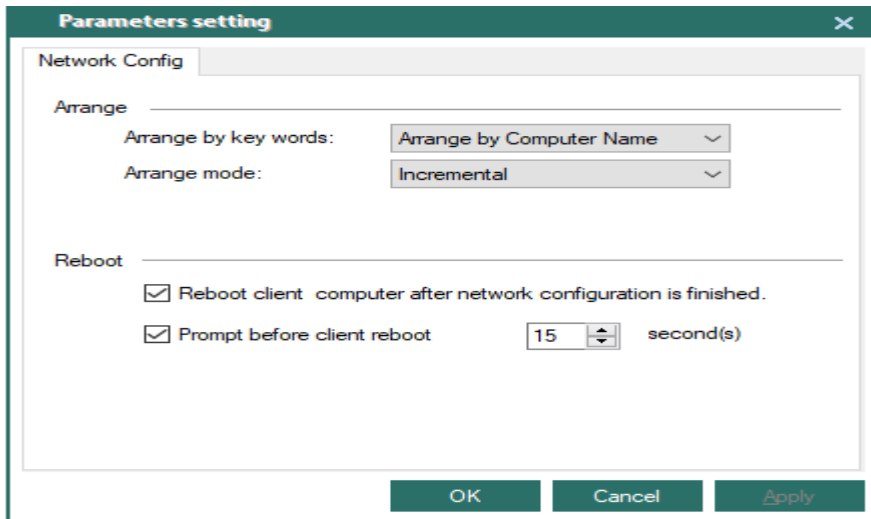 Parameters setting
Network Config
Arrange
Arrange by key words: Arrange by Computer Name
Arrange mode: Incremental
Reboot
Reboot client computer after network configuration is finished.
Prompt before client reboot 15 second(s)
OK Cancel Apply